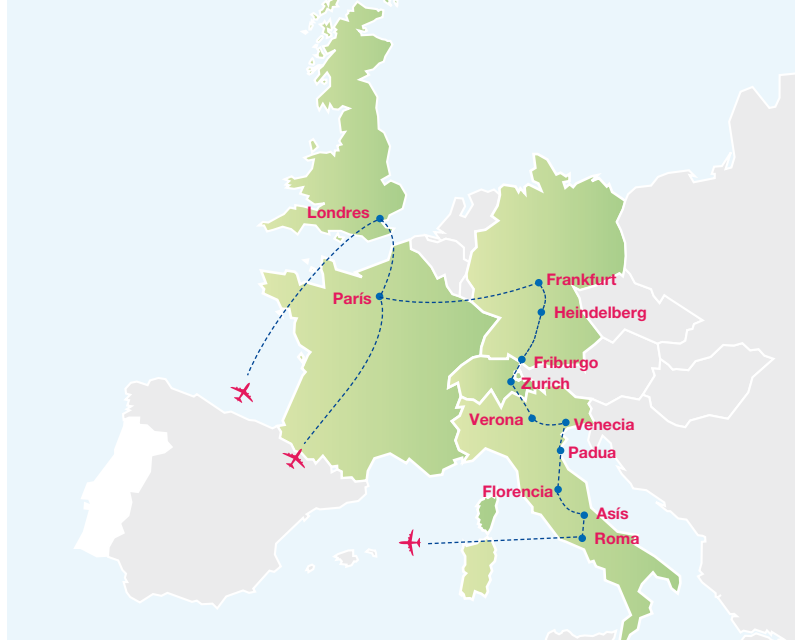 Londres
París
Frankfurt
Heindelberg
Friburgo
Zurich
Verona
Venecia
Padua
Florencia
Asís
Roma